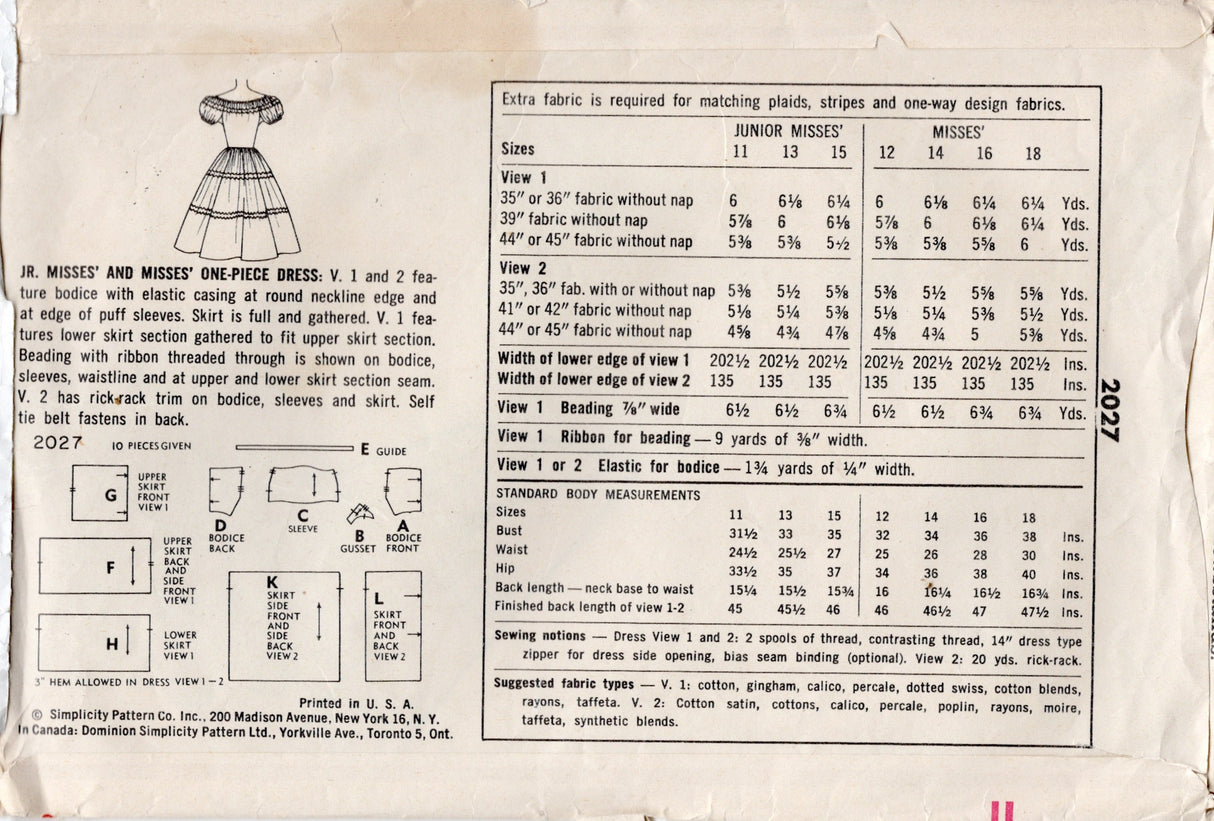 JR. MISSES' AND MISSES' ONE-PIECE DRESS: V. 1 and 2 fea-
ture bodice with elastic casing at round neckline edge and
at edge of puff sleeves. Skirt is full and gathered. V. 1 fea-
tures lower skirt section gathered to fit upper skirt section.
Beading with ribbon threaded through is shown on bodice,
sleeves, waistline and at upper and lower skirt section seam.
V. 2 has rick-rack trim on bodice, sleeves and skirt. Self
tie belt fastens in back.
2027 10 PIECES GIVEN
E GUIDE
G UPPER
SKIRT
FRONT
VIEW 1
D
BODICE
BACK
C
SLEEVE
B
GUSSET
A
BODICE
FRONT
F
UPPER
SKIRT
BACK
AND
SIDE
FRONT
VIEW 1
H
LOWER
SKIRT
VIEW 1
K
SKIRT
SIDE
FRONT
AND
SIDE
BACK
VIEW 2
L
SKIRT
FRONT
AND
BACK
VIEW 2
3" HEM ALLOWED IN DRESS VIEW 1-2
Printed in U. S. A.
© Simplicity Pattern Co. Inc., 200 Madison Avenue, New York 16, N. Y.
In Canada: Dominion Simplicity Pattern Ltd., Yorkville Ave., Toronto 5, Ont.
Extra fabric is required for matching plaids, stripes and one-way design fabrics.
JUNIOR MISSES' MISSES'
Sizes 11 13 15 12 14 16 18
View 1
35" or 36" fabric without nap 6 6⅛ 6¼ 6 6⅛ 6¼ 6¼ Yds.
39" fabric without nap 5⅞ 6 6⅛ 5⅞ 6 6⅛ 6¼ Yds.
44" or 45" fabric without nap 5⅜ 5⅜ 5½ 5⅜ 5⅜ 5⅝ 6 Yds.
View 2
35", 36" fab. with or without nap 5⅜ 5½ 5⅝ 5⅜ 5½ 5⅝ 5⅝ Yds.
41" or 42" fabric without nap 5⅛ 5¼ 5⅜ 5⅛ 5¼ 5⅜ 5½ Yds.
44" or 45" fabric without nap 4⅝ 4¾ 4⅞ 4⅝ 4¾ 5 5⅜ Yds.
Width of lower edge of view 1 202½ 202½ 202½ 202½ 202½ 202½ 202½ Ins.
Width of lower edge of view 2 135 135 135 135 135 135 135 Ins.
View 1 Beading ⅞" wide 6½ 6½ 6¾ 6½ 6½ 6¾ 6¾ Yds.
View 1 Ribbon for beading — 9 yards of ⅜" width.
View 1 or 2 Elastic for bodice — 1¾ yards of ¼" width.
STANDARD BODY MEASUREMENTS
Sizes 11 13 15 12 14 16 18
Bust 31½ 33 35 32 34 36 38 Ins.
Waist 24½ 25½ 27 25 26 28 30 Ins.
Hip 33½ 35 37 34 36 38 40 Ins.
Back length — neck base to waist 15¼ 15½ 15¾ 16 16¼ 16½ 16¾ Ins.
Finished back length of view 1-2 45 45½ 46 46 46½ 47 47½ Ins.
Sewing notions — Dress View 1 and 2: 2 spools of thread, contrasting thread, 14" dress type
zipper for dress side opening, bias seam binding (optional). View 2: 20 yds. rick-rack.
Suggested fabric types — V. 1: cotton, gingham, calico, percale, dotted swiss, cotton blends,
rayons, taffeta. V. 2: Cotton satin, cottons, calico, percale, poplin, rayons, moire,
taffeta, synthetic blends.
2027